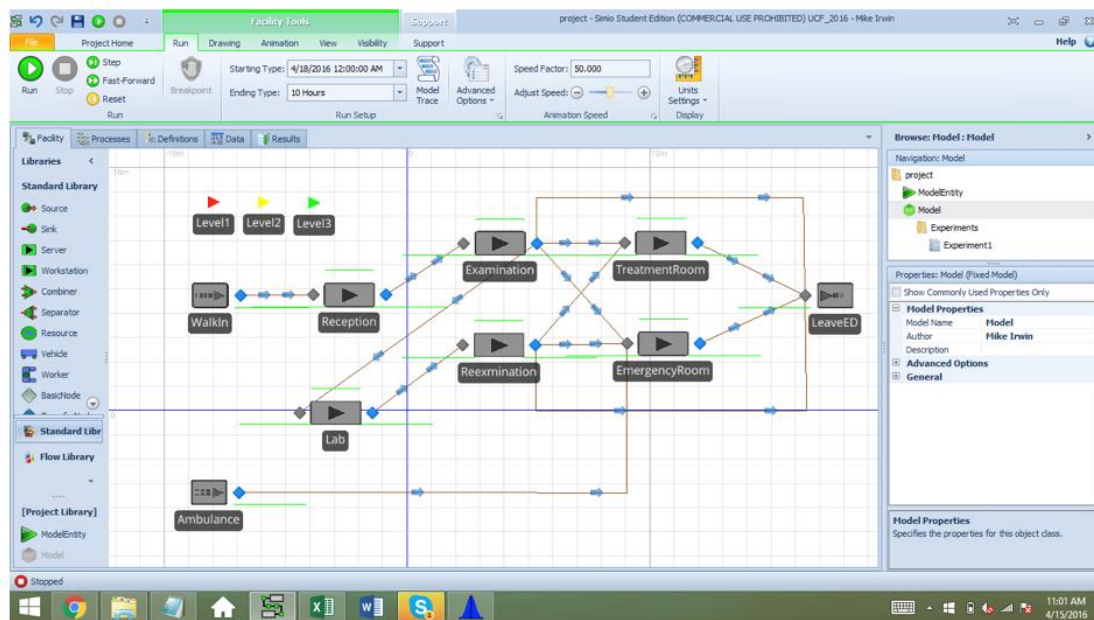 Facility Tools
Support
project - Simio Student Edition (COMMERCIAL USE PROHIBITED) UCF_2016 - Mike Irwin
File
Project Home
Run
Drawing
Animation
View
Visibility
Support
Help
Run
Stop
Step
Fast-Forward
Reset
Run
Breakpoint
Starting Type: 4/18/2016 12:00:00 AM
Ending Type: 10 Hours
Run Setup
Model Trace
Advanced Options
Speed Factor: 50.000
Adjust Speed:
Animation Speed
Units Settings
Display
Facility
Processes
Definitions
Data
Results
Libraries
Standard Library
Source
Sink
Server
Workstation
Combiner
Separator
Resource
Vehicle
Worker
BasicNode
Standard Libr
Flow Library
[Project Library]
ModelEntity
Model
Level1
Level2
Level3
WalkIn
Reception
Examination
TreatmentRoom
LeaveED
Reexmination
EmergencyRoom
Lab
Ambulance
Browse: Model : Model
Navigation: Model
project
ModelEntity
Model
Experiments
Experiment1
Properties: Model (Fixed Model)
Show Commonly Used Properties Only
Model Properties
Model Name Model
Author Mike Irwin
Description
Advanced Options
General
Model Properties
Specifies the properties for this object class.
Stopped
11:01 AM
4/15/2016